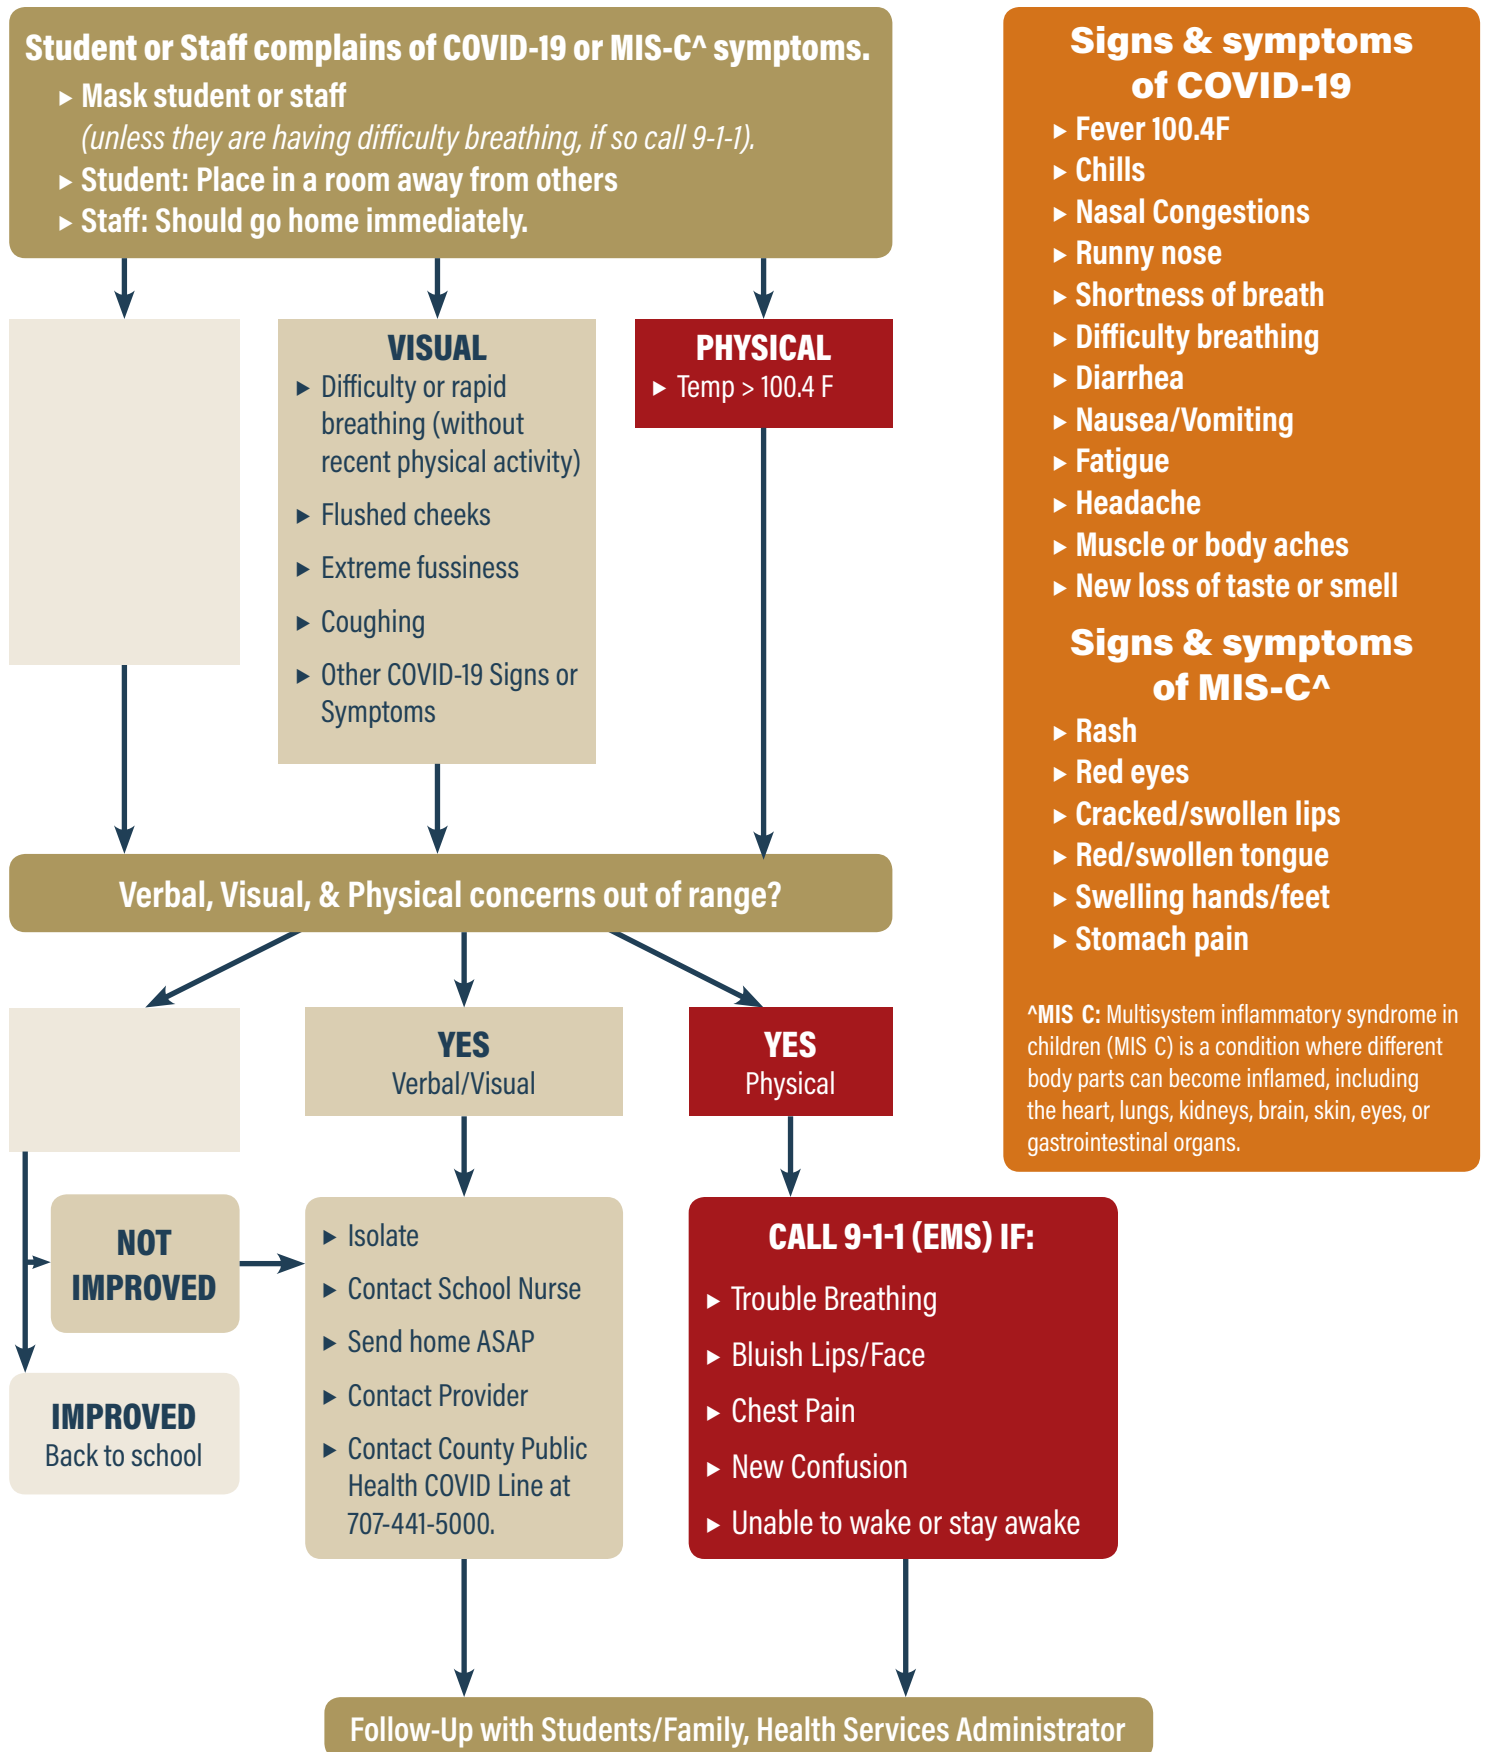 Student or Staff complains of COVID-19 or MIS-C^ symptoms.
▸ Mask student or staff
(unless they are having difficulty breathing, if so call 9-1-1).
▸ Student: Place in a room away from others
▸ Staff: Should go home immediately.
VISUAL
▸ Difficulty or rapid
breathing (without
recent physical activity)
▸ Flushed cheeks
▸ Extreme fussiness
▸ Coughing
▸ Other COVID-19 Signs or
Symptoms
PHYSICAL
▸ Temp > 100.4 F
Verbal, Visual, & Physical concerns out of range?
YES
Verbal/Visual
YES
Physical
NOT
IMPROVED
IMPROVED
Back to school
▸ Isolate
▸ Contact School Nurse
▸ Send home ASAP
▸ Contact Provider
▸ Contact County Public
Health COVID Line at
707-441-5000.
CALL 9-1-1 (EMS) IF:
▸ Trouble Breathing
▸ Bluish Lips/Face
▸ Chest Pain
▸ New Confusion
▸ Unable to wake or stay awake
Follow-Up with Students/Family, Health Services Administrator
Signs & symptoms
of COVID-19
▸ Fever 100.4F
▸ Chills
▸ Nasal Congestions
▸ Runny nose
▸ Shortness of breath
▸ Difficulty breathing
▸ Diarrhea
▸ Nausea/Vomiting
▸ Fatigue
▸ Headache
▸ Muscle or body aches
▸ New loss of taste or smell
Signs & symptoms
of MIS-C^
▸ Rash
▸ Red eyes
▸ Cracked/swollen lips
▸ Red/swollen tongue
▸ Swelling hands/feet
▸ Stomach pain
^MIS C: Multisystem inflammatory syndrome in
children (MIS C) is a condition where different
body parts can become inflamed, including
the heart, lungs, kidneys, brain, skin, eyes, or
gastrointestinal organs.